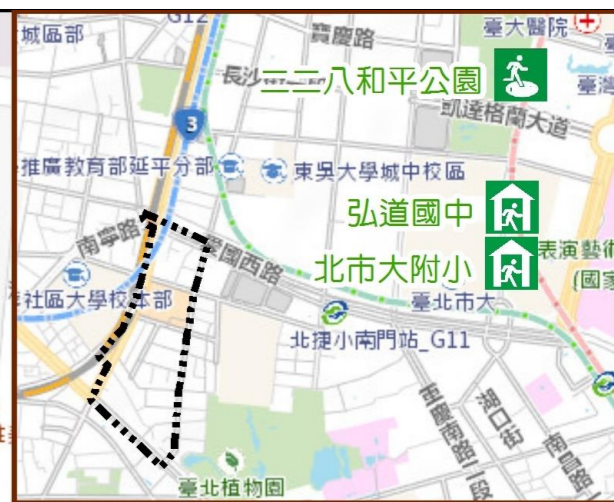 G12
城區部
寶慶路
臺大醫院
長沙街
二二八和平公園
臺灣
凱達格蘭大道
3
推廣教育部延平分部
東吳大學城中校區
弘道國中
南寧路
愛國西路
表演藝術
北市大附小
(國家
社區大學校本部
臺北市大
北捷小南門站_G11
重慶南路二段
湖口街
南昌路
臺北植物園